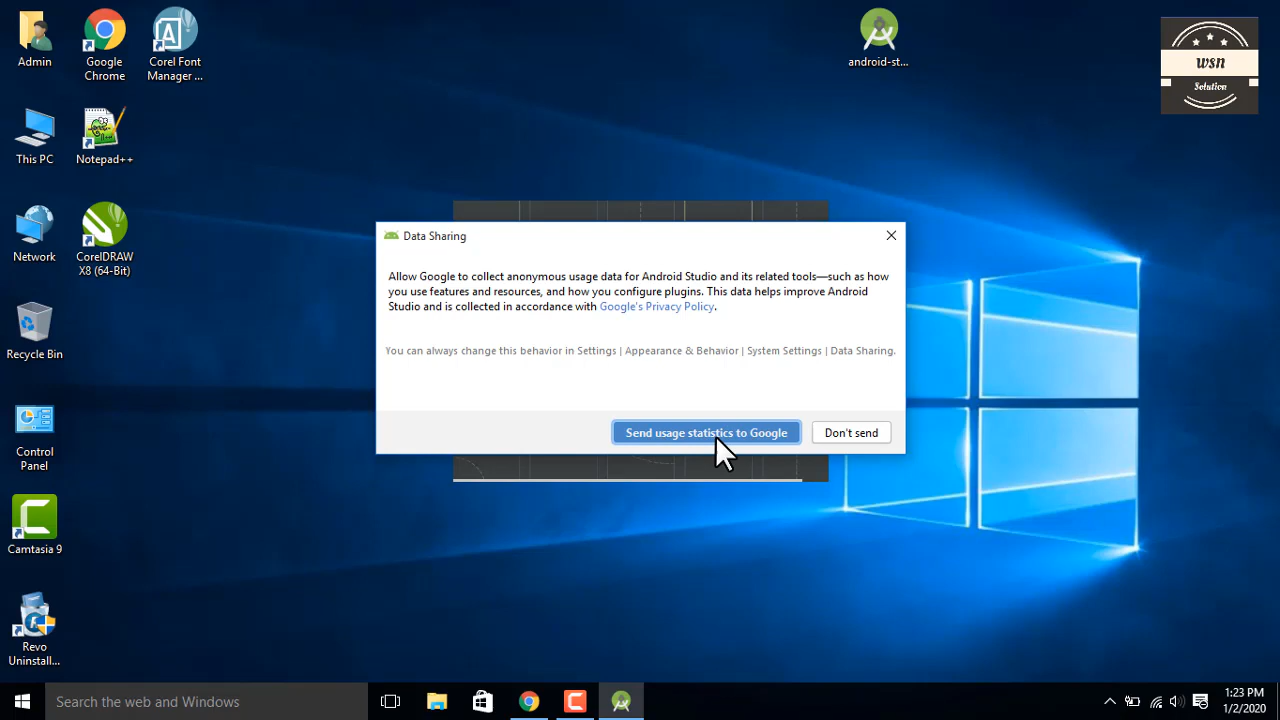 Admin
Google
Chrome
Corel Font
Manager ...
android-st...
wsn
Solution
This PC
Notepad++
Network
CorelDRAW
X8 (64-Bit)
Recycle Bin
Control
Panel
Camtasia 9
Revo
Uninstall...
Data Sharing
Allow Google to collect anonymous usage data for Android Studio and its related tools—such as how
you use features and resources, and how you configure plugins. This data helps improve Android
Studio and is collected in accordance with Google's Privacy Policy.
You can always change this behavior in Settings | Appearance & Behavior | System Settings | Data Sharing.
Send usage statistics to Google
Don't send
Search the web and Windows
1:23 PM
1/2/2020